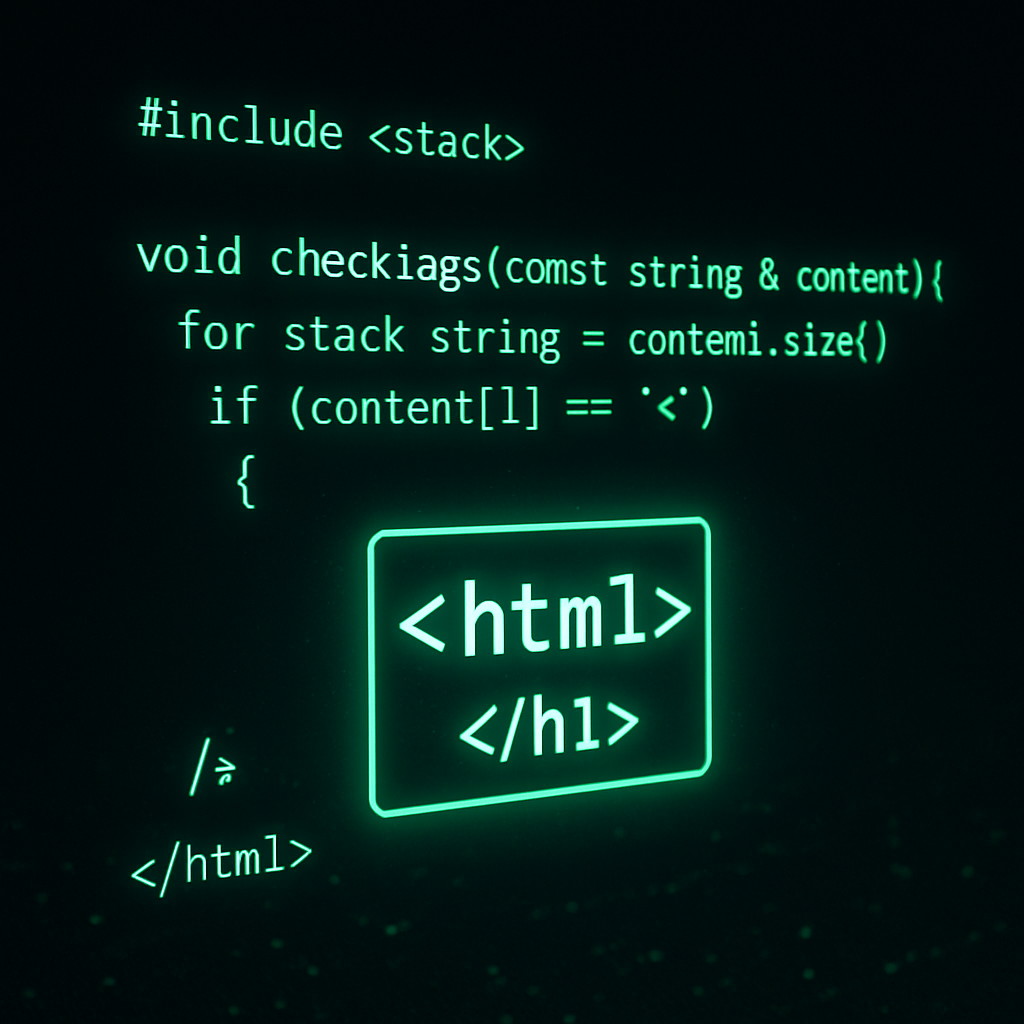 #include <stack>
void checkiags(comst string & content){
for stack string = contemi.size{)
if (content[l] == '<')
{
<html>
</h1>
/>
</html>